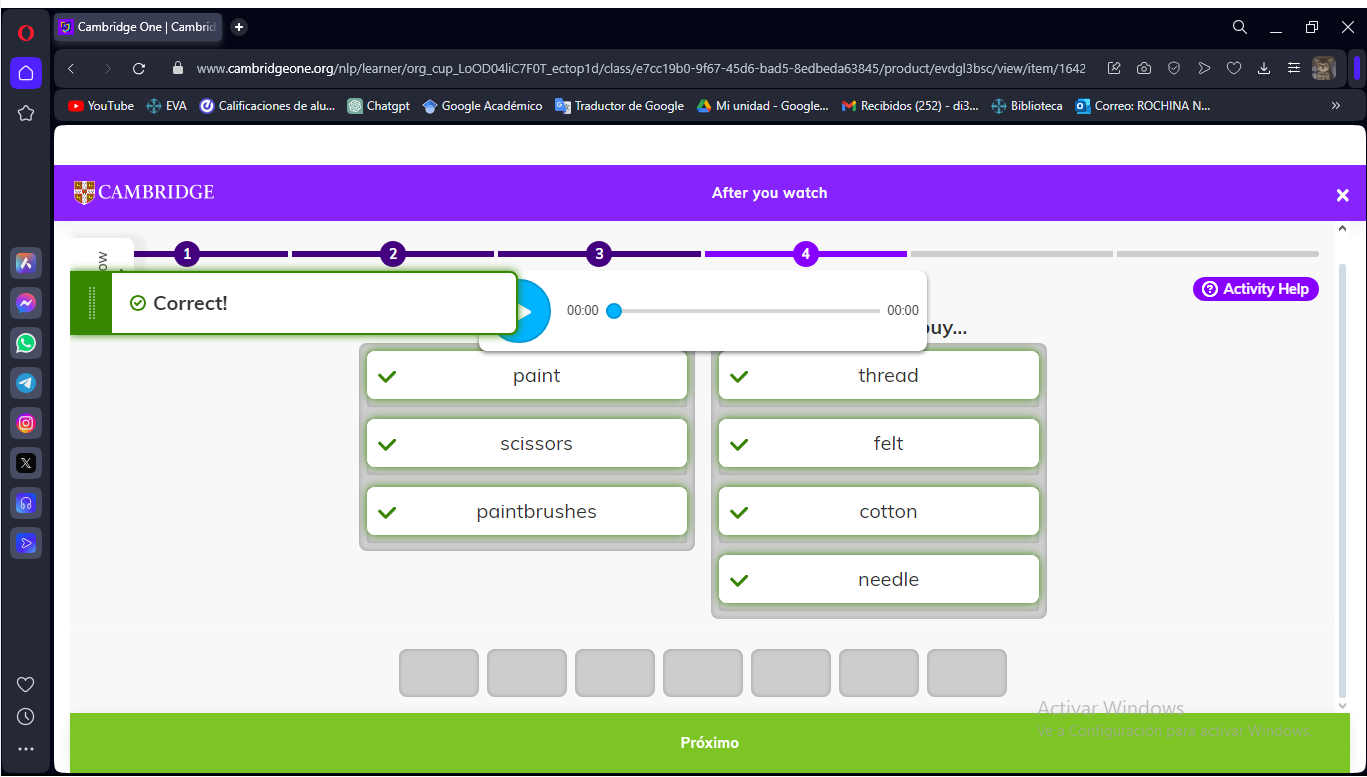 Cambridge One | Cambrid
www.cambridgeone.org/nlp/learner/org_cup_LoOD04liC7F0T_ectop1d/class/e7cc19b0-9f67-45d6-bad5-8edbeda63845/product/evdgl3bsc/view/item/1642
YouTube EVA Calificaciones de alu... Chatgpt Google Académico Traductor de Google Mi unidad - Google... Recibidos (252) - di3... Biblioteca Correo: ROCHINA N... »
CAMBRIDGE After you watch
1 2 3 4
Correct!
00:00 00:00
Activity Help
buy...
paint thread
scissors felt
paintbrushes cotton
needle
Activar Windows
Ve a Configuración para activar Windows.
Próximo